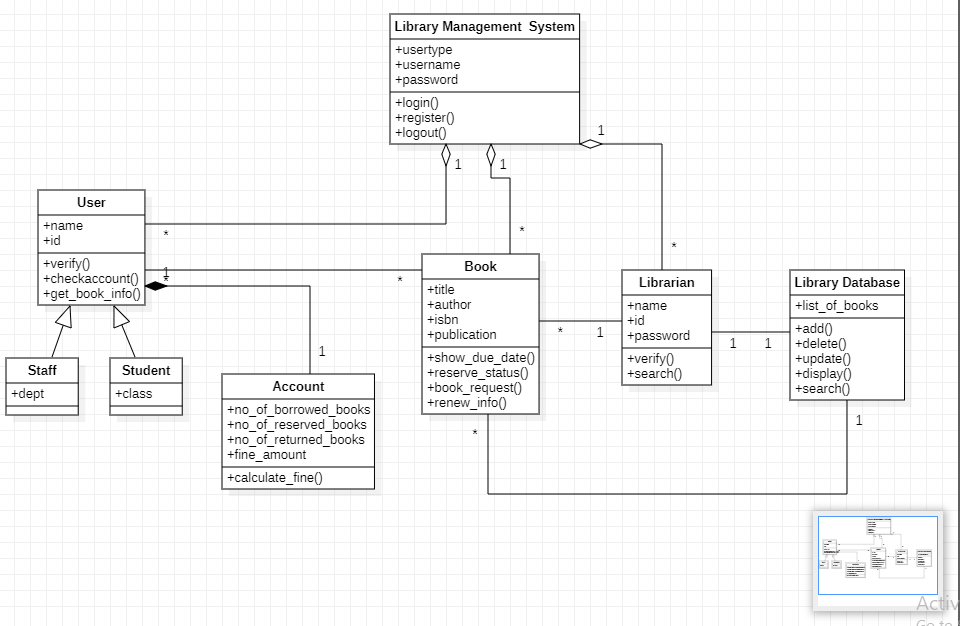 Library Management System
+usertype
+username
+password
+login()
+register()
+logout()
1
1
1
*
*
*
User
+name
+id
+verify()
+checkaccount()
+get_book_info()
1
*
*
1
Staff
+dept
Student
+class
Account
+no_of_borrowed_books
+no_of_reserved_books
+no_of_returned_books
+fine_amount
+calculate_fine()
Book
+title
+author
+isbn
+publication
+show_due_date()
+reserve_status()
+book_request()
+renew_info()
*
1
*
Librarian
+name
+id
+password
+verify()
+search()
1
1
Library Database
+list_of_books
+add()
+delete()
+update()
+display()
+search()
1
Activ
Go to